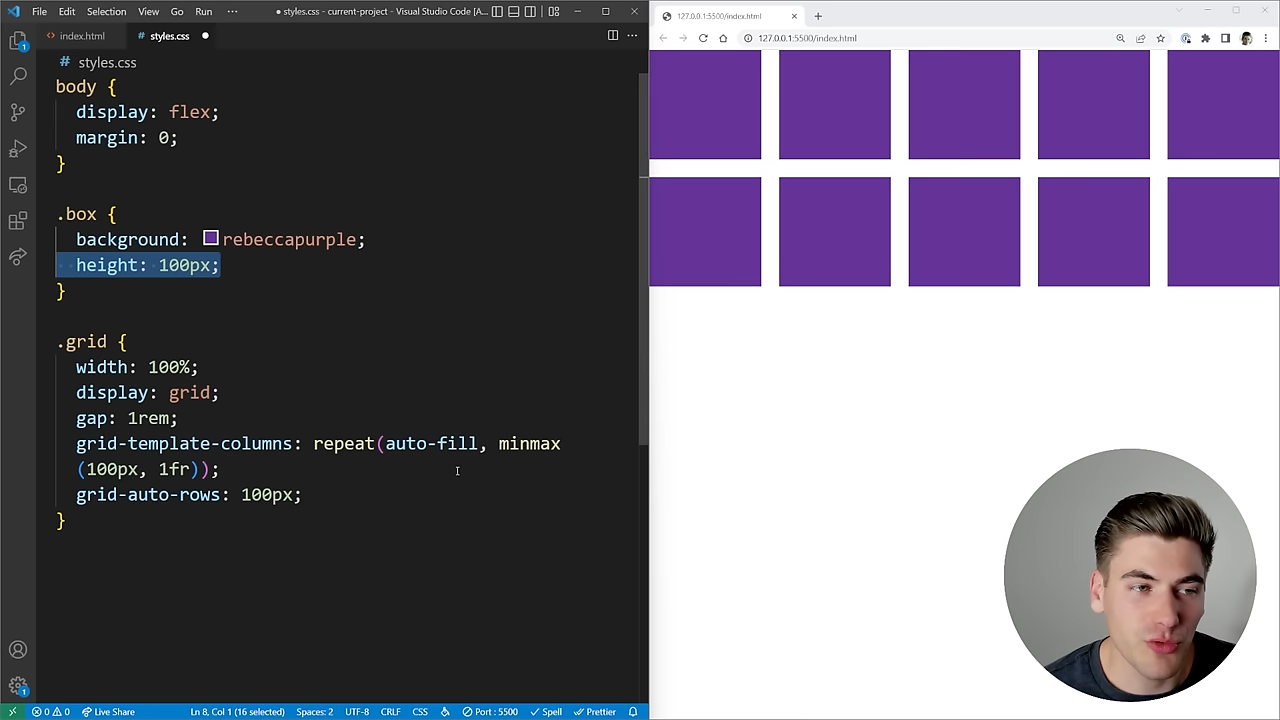 File Edit Selection View Go Run ··· ● styles.css - current-project - Visual Studio Code [A...
127.0.0.1:5500/index.html
index.html styles.css
127.0.0.1:5500/index.html
# styles.css
body {
display: flex;
margin: 0;
}
.box {
background: rebeccapurple;
height: 100px;
}
.grid {
width: 100%;
display: grid;
gap: 1rem;
grid-template-columns: repeat(auto-fill, minmax
(100px, 1fr));
grid-auto-rows: 100px;
}
1
1
0 0 Live Share Ln 8, Col 1 (16 selected) Spaces: 2 UTF-8 CRLF CSS Port : 5500 Spell Prettier